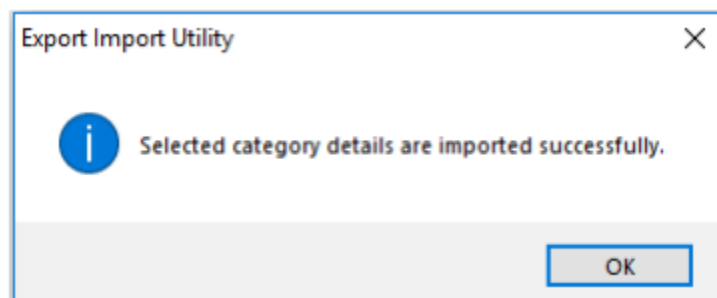 Export Import Utility
Selected category details are imported successfully.
OK